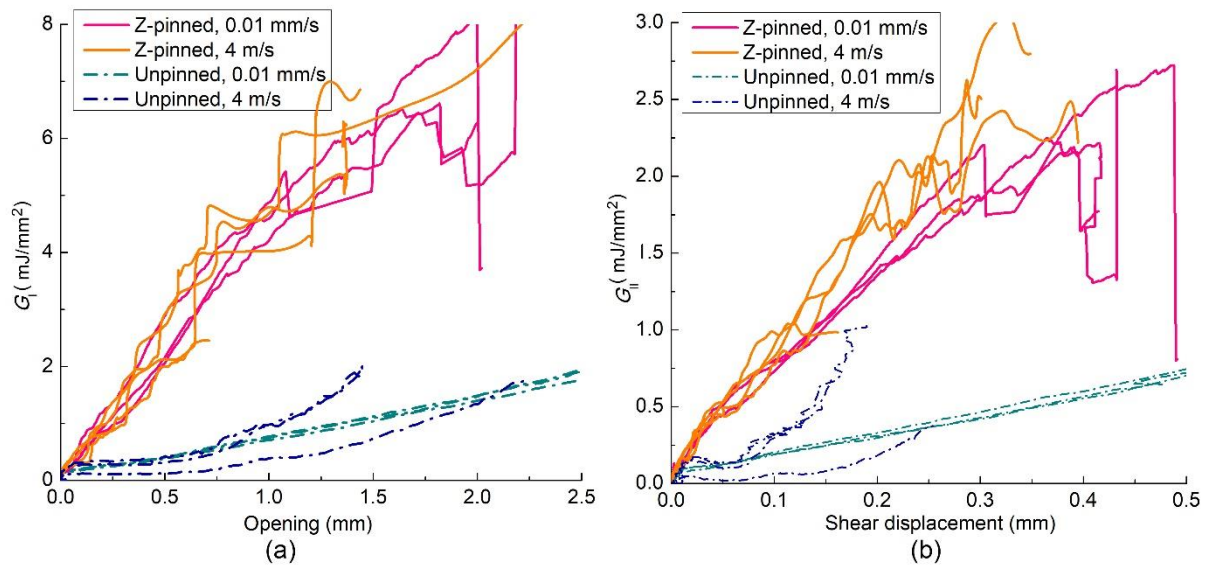 Z-pinned, 0.01 mm/s
Z-pinned, 4 m/s
Unpinned, 0.01 mm/s
Unpinned, 4 m/s
8
6
4
2
0
G_I( mJ/mm²)
0.0 0.5 1.0 1.5 2.0 2.5
Opening (mm)
(a)
Z-pinned, 0.01 mm/s
Z-pinned, 4 m/s
Unpinned, 0.01 mm/s
Unpinned, 4 m/s
3.0
2.5
2.0
1.5
1.0
0.5
0.0
G_II( mJ/mm²)
0.0 0.1 0.2 0.3 0.4 0.5
Shear displacement (mm)
(b)